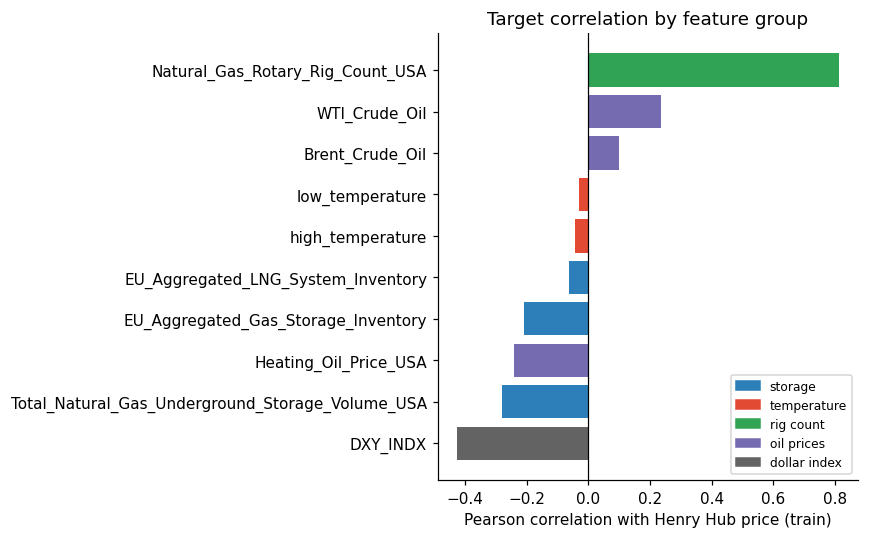 Target correlation by feature group
Natural_Gas_Rotary_Rig_Count_USA
WTI_Crude_Oil
Brent_Crude_Oil
low_temperature
high_temperature
EU_Aggregated_LNG_System_Inventory
EU_Aggregated_Gas_Storage_Inventory
Heating_Oil_Price_USA
Total_Natural_Gas_Underground_Storage_Volume_USA
DXY_INDX
storage
temperature
rig count
oil prices
dollar index
−0.4 −0.2 0.0 0.2 0.4 0.6 0.8
Pearson correlation with Henry Hub price (train)